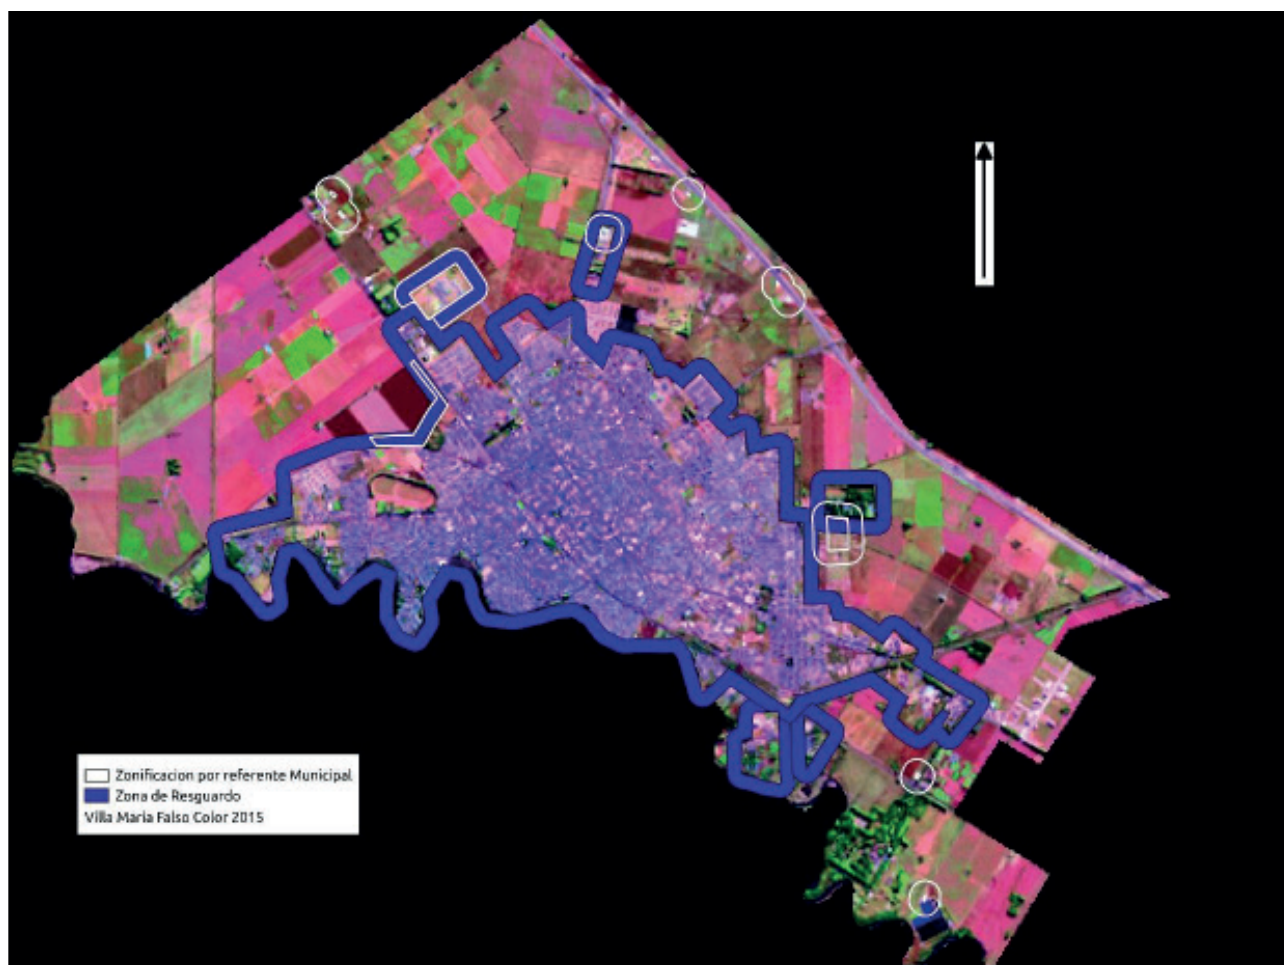 Zonificacion por referente Municipal
Zona de Resguardo
Villa Maria Falso Color 2015